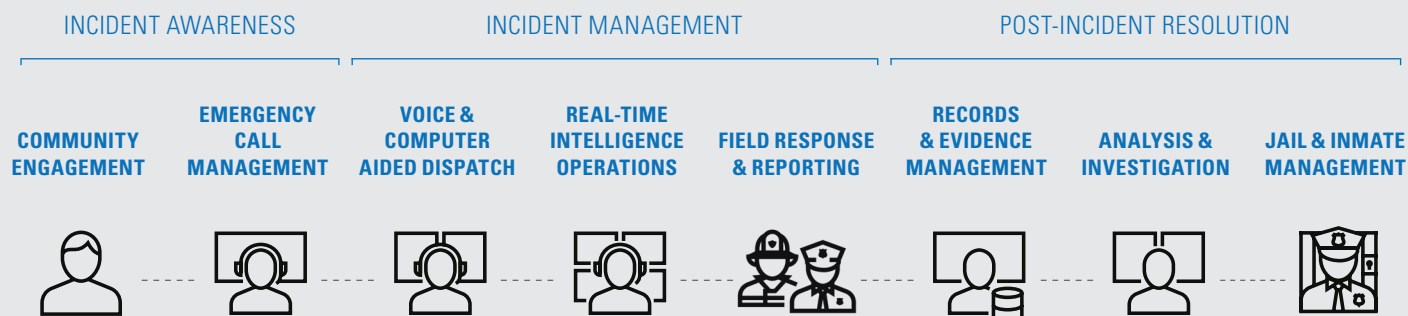 INCIDENT AWARENESS
INCIDENT MANAGEMENT
POST-INCIDENT RESOLUTION
COMMUNITY
ENGAGEMENT
EMERGENCY
CALL
MANAGEMENT
VOICE &
COMPUTER
AIDED DISPATCH
REAL-TIME
INTELLIGENCE
OPERATIONS
FIELD RESPONSE
& REPORTING
RECORDS
& EVIDENCE
MANAGEMENT
ANALYSIS &
INVESTIGATION
JAIL & INMATE
MANAGEMENT